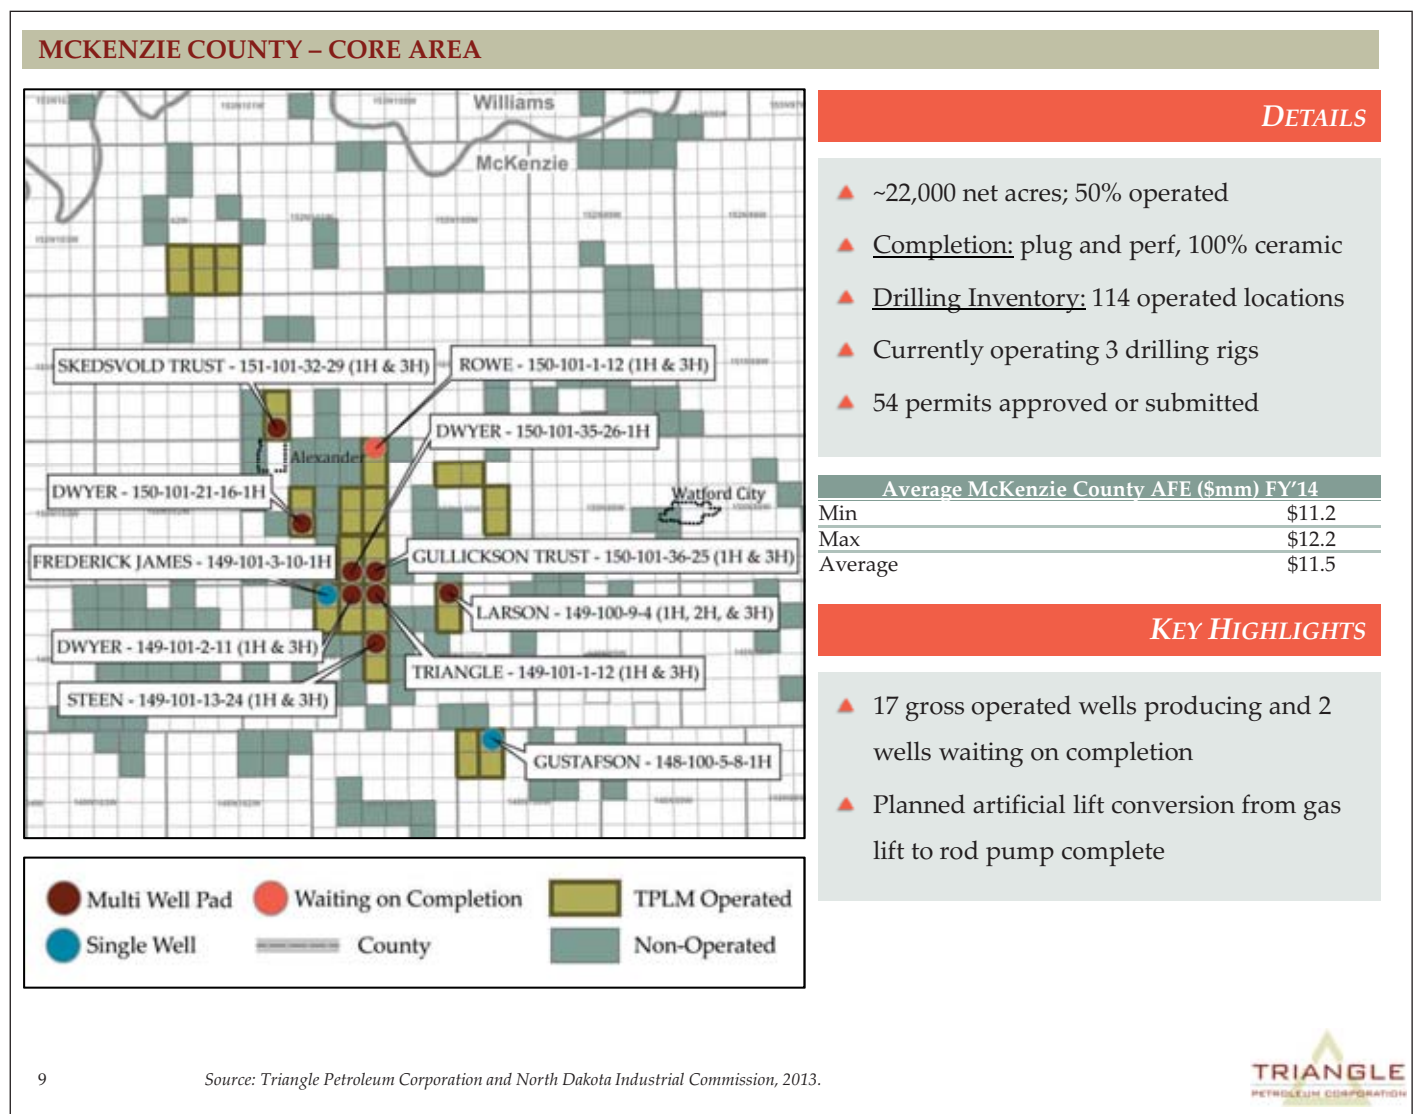 MCKENZIE COUNTY – CORE AREA
Williams
McKenzie
SKEDSVOLD TRUST - 151-101-32-29 (1H & 3H)
ROWE - 150-101-1-12 (1H & 3H)
DWYER - 150-101-35-26-1H
Alexander
DWYER - 150-101-21-16-1H
Watford City
FREDERICK JAMES - 149-101-3-10-1H
GULLICKSON TRUST - 150-101-36-25 (1H & 3H)
LARSON - 149-100-9-4 (1H, 2H, & 3H)
DWYER - 149-101-2-11 (1H & 3H)
TRIANGLE - 149-101-1-12 (1H & 3H)
STEEN - 149-101-13-24 (1H & 3H)
GUSTAFSON - 148-100-5-8-1H
Multi Well Pad
Waiting on Completion
TPLM Operated
Single Well
County
Non-Operated
DETAILS
~22,000 net acres; 50% operated
Completion: plug and perf, 100% ceramic
Drilling Inventory: 114 operated locations
Currently operating 3 drilling rigs
54 permits approved or submitted
Average McKenzie County AFE ($mm) FY'14
Min $11.2
Max $12.2
Average $11.5
KEY HIGHLIGHTS
17 gross operated wells producing and 2
wells waiting on completion
Planned artificial lift conversion from gas
lift to rod pump complete
9
Source: Triangle Petroleum Corporation and North Dakota Industrial Commission, 2013.
TRIANGLE
PETROLEUM CORPORATION